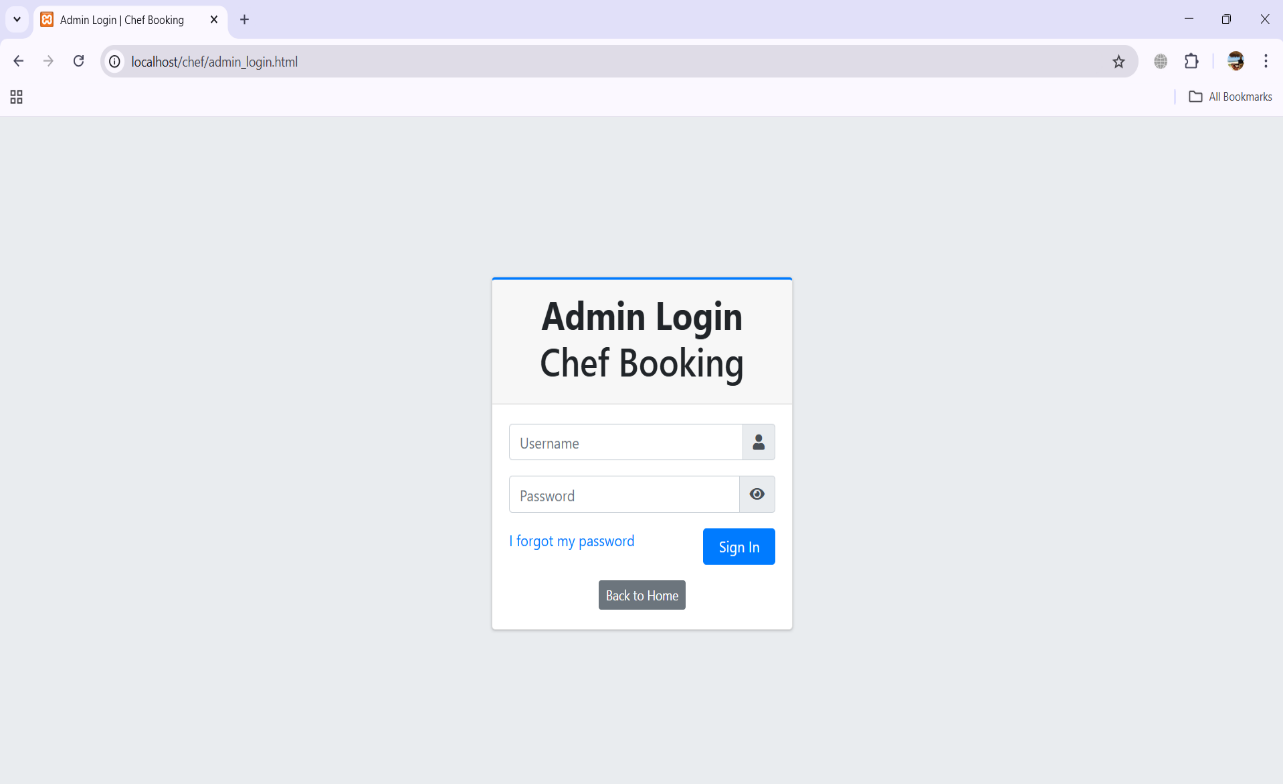 Admin Login | Chef Booking
localhost/chef/admin_login.html
All Bookmarks
Admin Login
Chef Booking
Username
Password
I forgot my password
Sign In
Back to Home